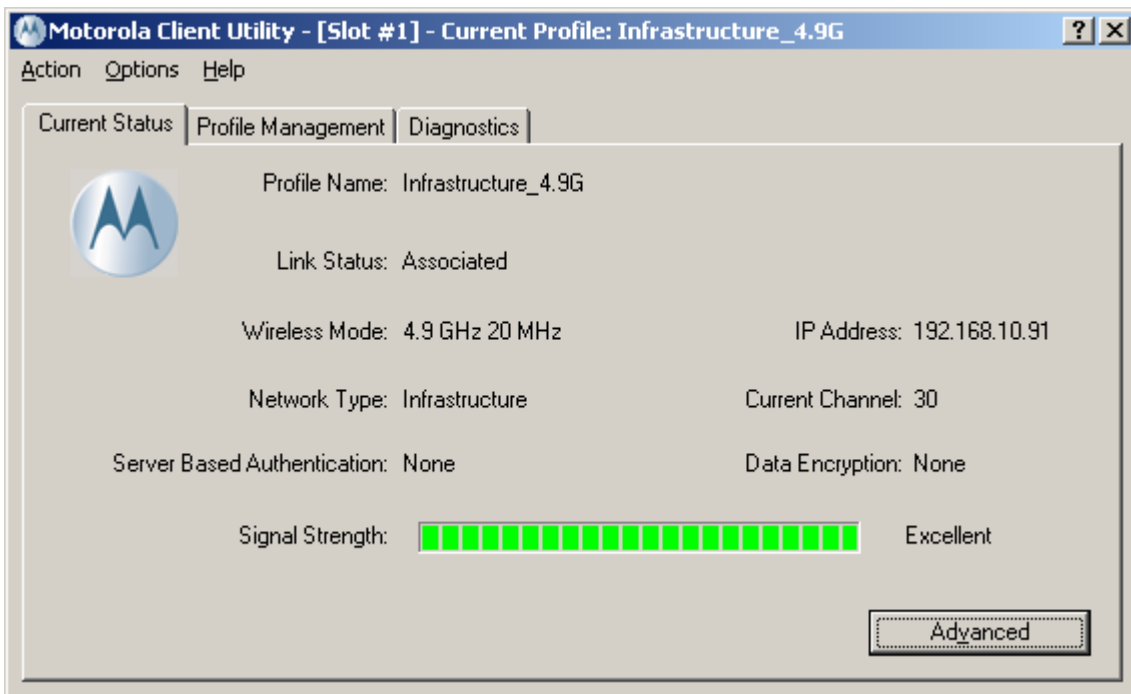 Motorola Client Utility - [Slot #1] - Current Profile: Infrastructure_4.9G
Action Options Help
Current Status Profile Management Diagnostics
Profile Name: Infrastructure_4.9G
Link Status: Associated
Wireless Mode: 4.9 GHz 20 MHz IP Address: 192.168.10.91
Network Type: Infrastructure Current Channel: 30
Server Based Authentication: None Data Encryption: None
Signal Strength: Excellent
Advanced